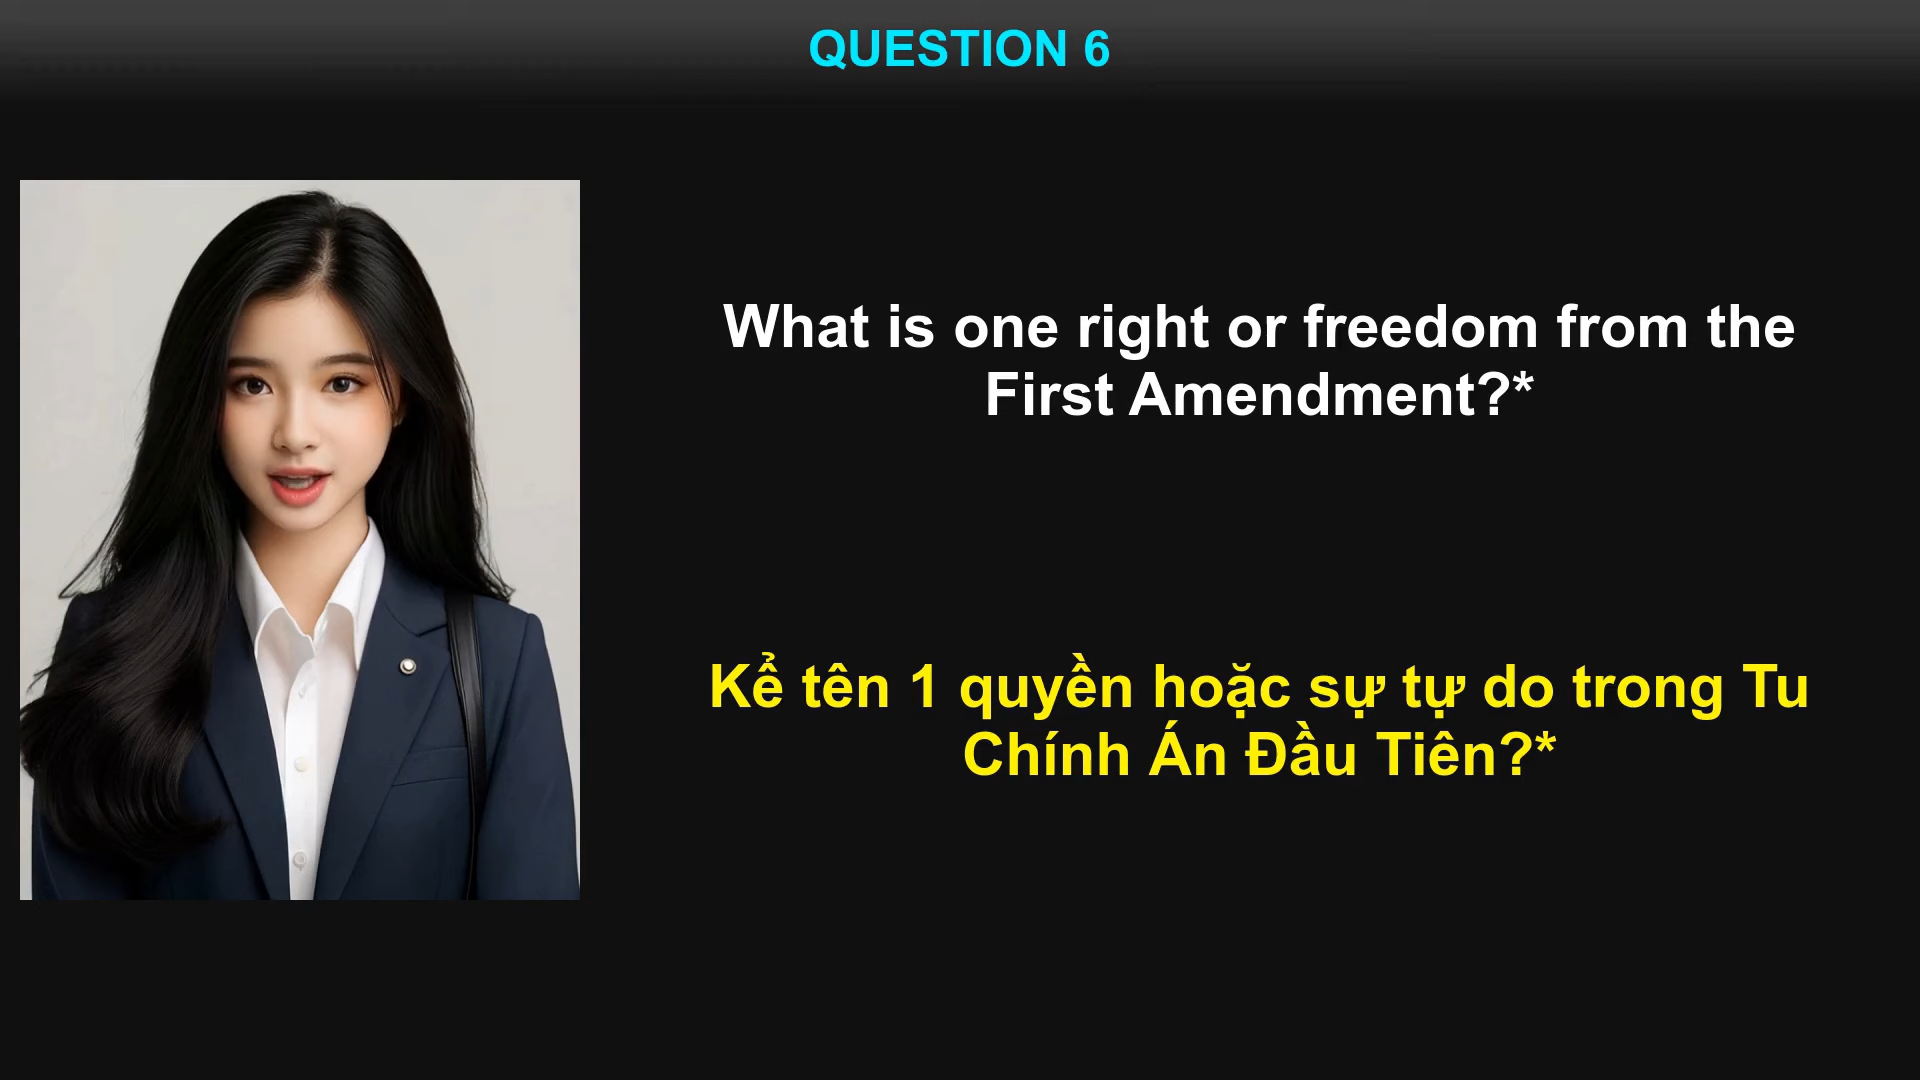 QUESTION 6
What is one right or freedom from the
First Amendment?*
Kể tên 1 quyền hoặc sự tự do trong Tu
Chính Án Đầu Tiên?*